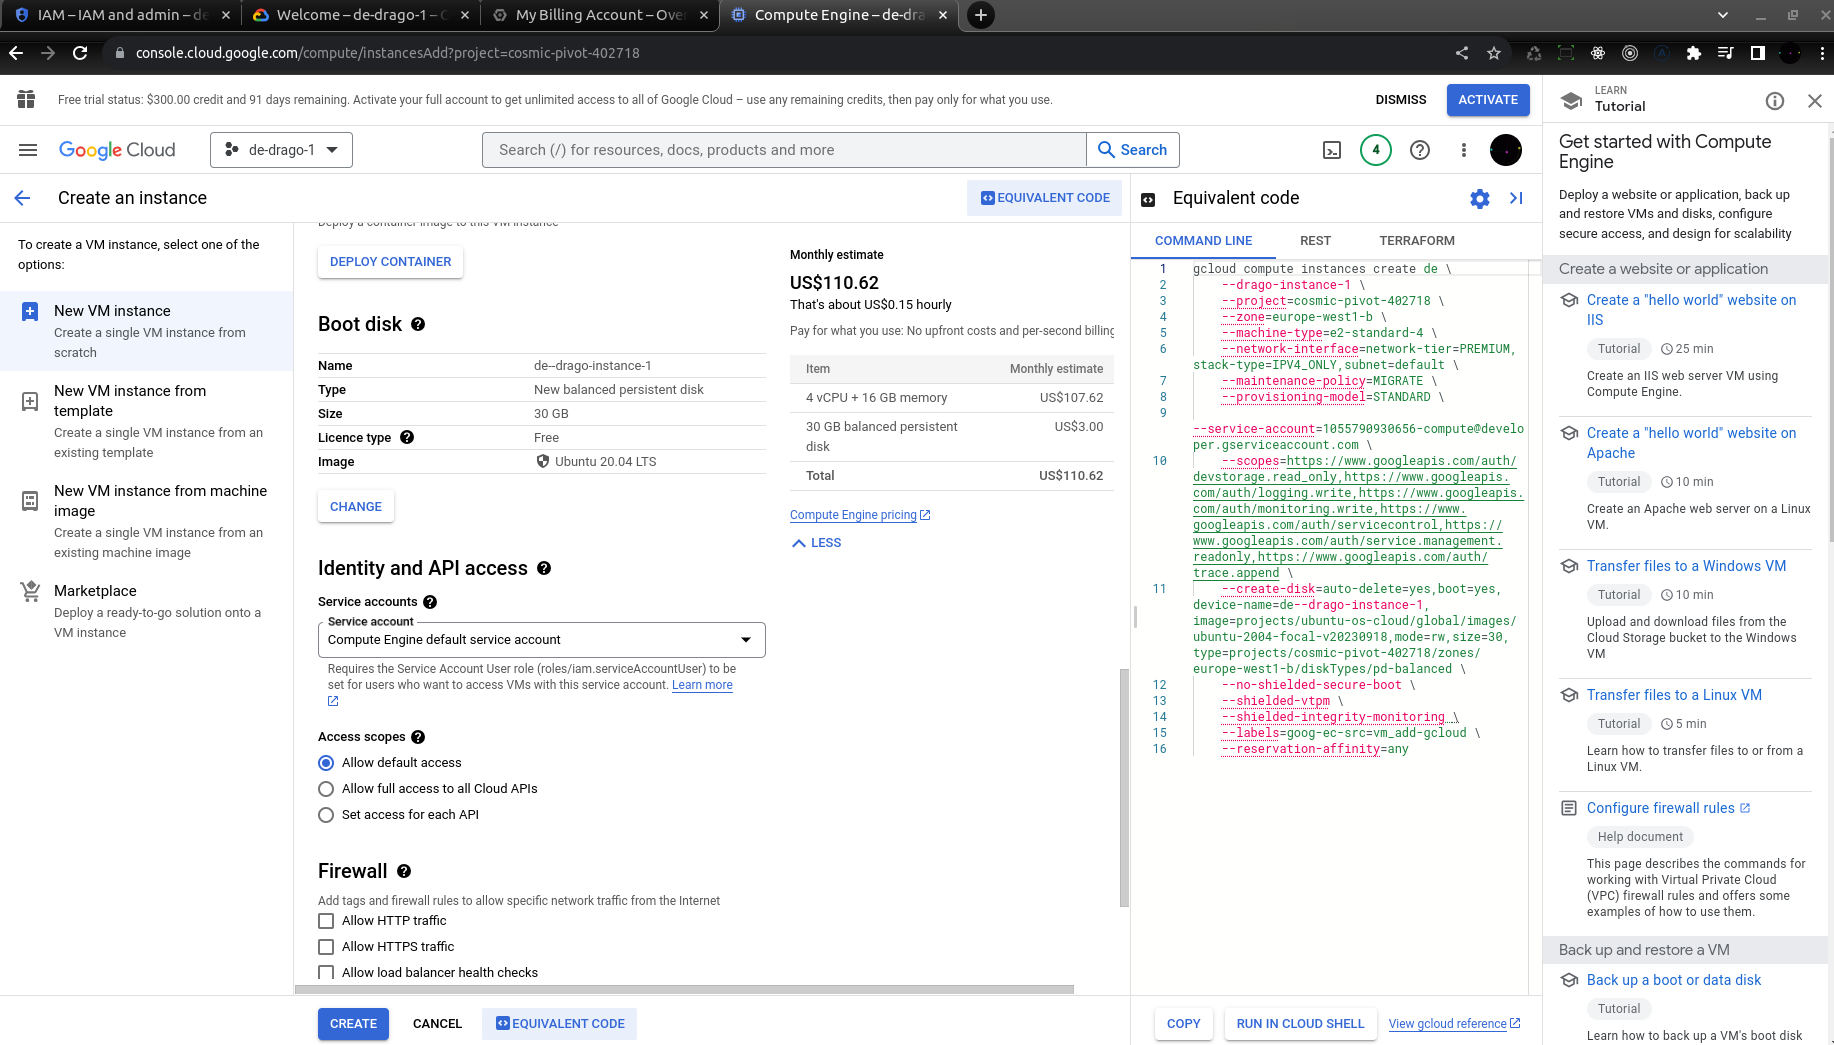 IAM – IAM and admin – de
Welcome – de-drago-1 – C
My Billing Account – Over
Compute Engine – de-dra
console.cloud.google.com/compute/instancesAdd?project=cosmic-pivot-402718
Free trial status: $300.00 credit and 91 days remaining. Activate your full account to get unlimited access to all of Google Cloud – use any remaining credits, then pay only for what you use.
DISMISS
ACTIVATE
Google Cloud
de-drago-1
Search (/) for resources, docs, products and more
Search
4
Create an instance
EQUIVALENT CODE
To create a VM instance, select one of the
options:
New VM instance
Create a single VM instance from
scratch
New VM instance from
template
Create a single VM instance from an
existing template
New VM instance from machine
image
Create a single VM instance from an
existing machine image
Marketplace
Deploy a ready-to-go solution onto a
VM instance
Deploy a container image to this VM instance
DEPLOY CONTAINER
Boot disk
Name de--drago-instance-1
Type New balanced persistent disk
Size 30 GB
Licence type Free
Image Ubuntu 20.04 LTS
CHANGE
Identity and API access
Service accounts
Service account
Compute Engine default service account
Requires the Service Account User role (roles/iam.serviceAccountUser) to be
set for users who want to access VMs with this service account. Learn more
Access scopes
Allow default access
Allow full access to all Cloud APIs
Set access for each API
Firewall
Add tags and firewall rules to allow specific network traffic from the Internet
Allow HTTP traffic
Allow HTTPS traffic
Allow load balancer health checks
Monthly estimate
US$110.62
That's about US$0.15 hourly
Pay for what you use: No upfront costs and per-second billing
Item Monthly estimate
4 vCPU + 16 GB memory US$107.62
30 GB balanced persistent US$3.00
disk
Total US$110.62
Compute Engine pricing
LESS
CREATE
CANCEL
EQUIVALENT CODE
Equivalent code
COMMAND LINE
REST
TERRAFORM
1 gcloud compute instances create de \
2 --drago-instance-1 \
3 --project=cosmic-pivot-402718 \
4 --zone=europe-west1-b \
5 --machine-type=e2-standard-4 \
6 --network-interface=network-tier=PREMIUM,
stack-type=IPV4_ONLY,subnet=default \
7 --maintenance-policy=MIGRATE \
8 --provisioning-model=STANDARD \
9
--service-account=1055790930656-compute@develo
per.gserviceaccount.com \
10 --scopes=https://www.googleapis.com/auth/
devstorage.read_only,https://www.googleapis.
com/auth/logging.write,https://www.googleapis.
com/auth/monitoring.write,https://www.
googleapis.com/auth/servicecontrol,https://
www.googleapis.com/auth/service.management.
readonly,https://www.googleapis.com/auth/
trace.append \
11 --create-disk=auto-delete=yes,boot=yes,
device-name=de--drago-instance-1,
image=projects/ubuntu-os-cloud/global/images/
ubuntu-2004-focal-v20230918,mode=rw,size=30,
type=projects/cosmic-pivot-402718/zones/
europe-west1-b/diskTypes/pd-balanced \
12 --no-shielded-secure-boot \
13 --shielded-vtpm \
14 --shielded-integrity-monitoring \
15 --labels=goog-ec-src=vm_add-gcloud \
16 --reservation-affinity=any
COPY
RUN IN CLOUD SHELL
View gcloud reference
LEARN
Tutorial
Get started with Compute
Engine
Deploy a website or application, back up
and restore VMs and disks, configure
secure access, and design for scalability
Create a website or application
Create a "hello world" website on
IIS
Tutorial 25 min
Create an IIS web server VM using
Compute Engine.
Create a "hello world" website on
Apache
Tutorial 10 min
Create an Apache web server on a Linux
VM.
Transfer files to a Windows VM
Tutorial 10 min
Upload and download files from the
Cloud Storage bucket to the Windows
VM
Transfer files to a Linux VM
Tutorial 5 min
Learn how to transfer files to or from a
Linux VM.
Configure firewall rules
Help document
This page describes the commands for
working with Virtual Private Cloud
(VPC) firewall rules and offers some
examples of how to use them.
Back up and restore a VM
Back up a boot or data disk
Tutorial
Learn how to back up a VM's boot disk